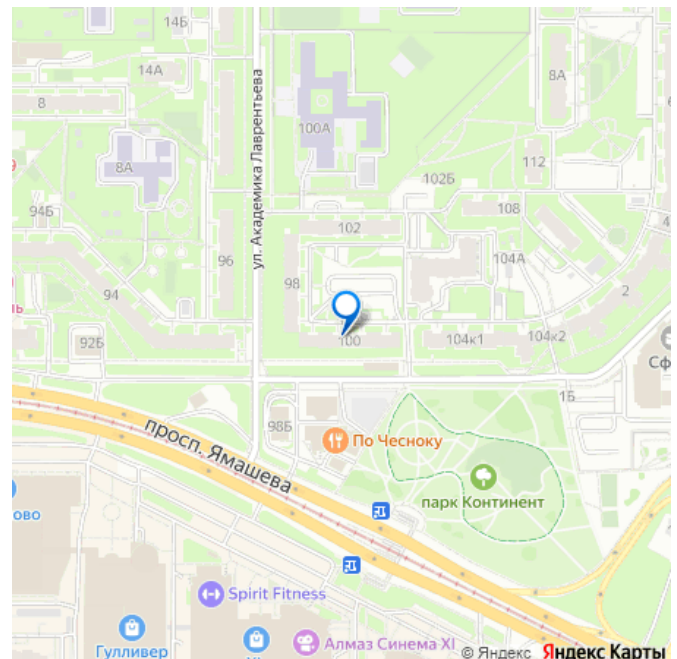 14Б
14А
8
8А
100А
8А
ул. Академика Лаврентьева
112
102Б
94Б
96
102
108
4
98
104А
94
2
92Б
100
104к1
104к2
Сф
1Б
98Б
По Чесноку
просп. Ямашева
парк Континент
ово
Spirit Fitness
Гулливер
Алмаз Синема XI
© Яндекс Яндекс Карты